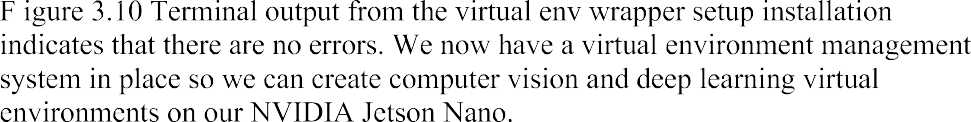 F igure 3.10 Terminal output from the virtual env wrapper setup installation
indicates that there are no errors. We now have a virtual environment management
system in place so we can create computer vision and deep learning virtual
environments on our NVIDIA Jetson Nano.